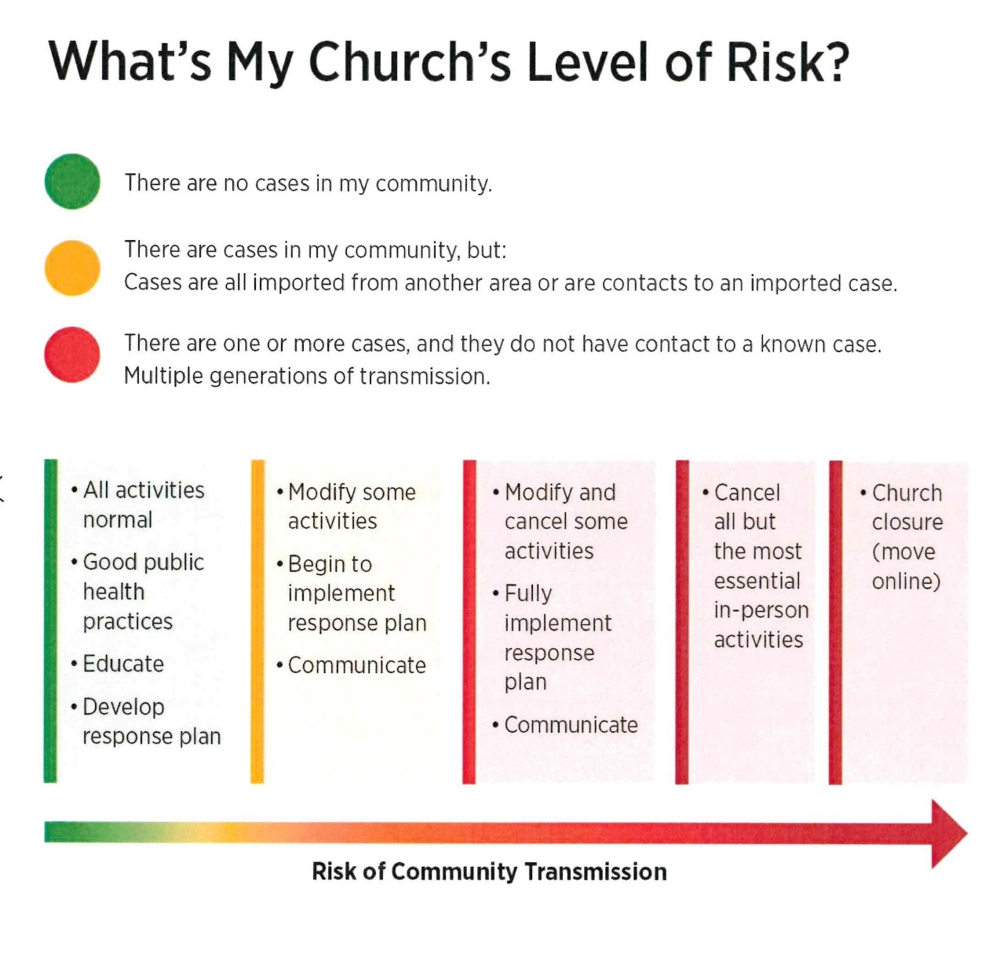 What's My Church's Level of Risk?
There are no cases in my community.
There are cases in my community, but:
Cases are all imported from another area or are contacts to an imported case.
There are one or more cases, and they do not have contact to a known case.
Multiple generations of transmission.
• All activities
normal
• Good public
health
practices
• Educate
• Develop
response plan
• Modify some
activities
• Begin to
implement
response plan
• Communicate
• Modify and
cancel some
activities
• Fully
implement
response
plan
• Communicate
• Cancel
all but
the most
essential
in-person
activities
• Church
closure
(move
online)
Risk of Community Transmission